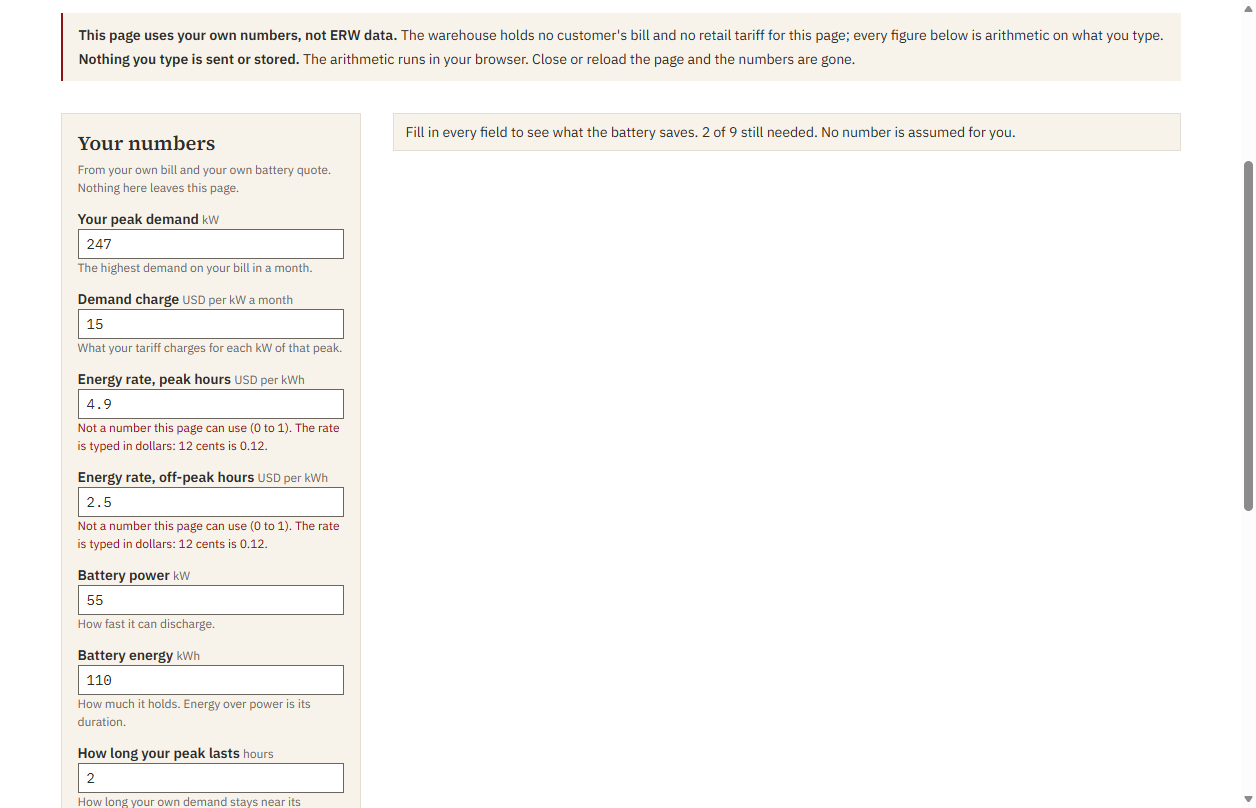 This page uses your own numbers, not ERW data. The warehouse holds no customer's bill and no retail tariff for this page; every figure below is arithmetic on what you type.
Nothing you type is sent or stored. The arithmetic runs in your browser. Close or reload the page and the numbers are gone.
Your numbers
From your own bill and your own battery quote.
Nothing here leaves this page.
Your peak demand kW
247
The highest demand on your bill in a month.
Demand charge USD per kW a month
15
What your tariff charges for each kW of that peak.
Energy rate, peak hours USD per kWh
4.9
Not a number this page can use (0 to 1). The rate
is typed in dollars: 12 cents is 0.12.
Energy rate, off-peak hours USD per kWh
2.5
Not a number this page can use (0 to 1). The rate
is typed in dollars: 12 cents is 0.12.
Battery power kW
55
How fast it can discharge.
Battery energy kWh
110
How much it holds. Energy over power is its
duration.
How long your peak lasts hours
2
How long your own demand stays near its
Fill in every field to see what the battery saves. 2 of 9 still needed. No number is assumed for you.